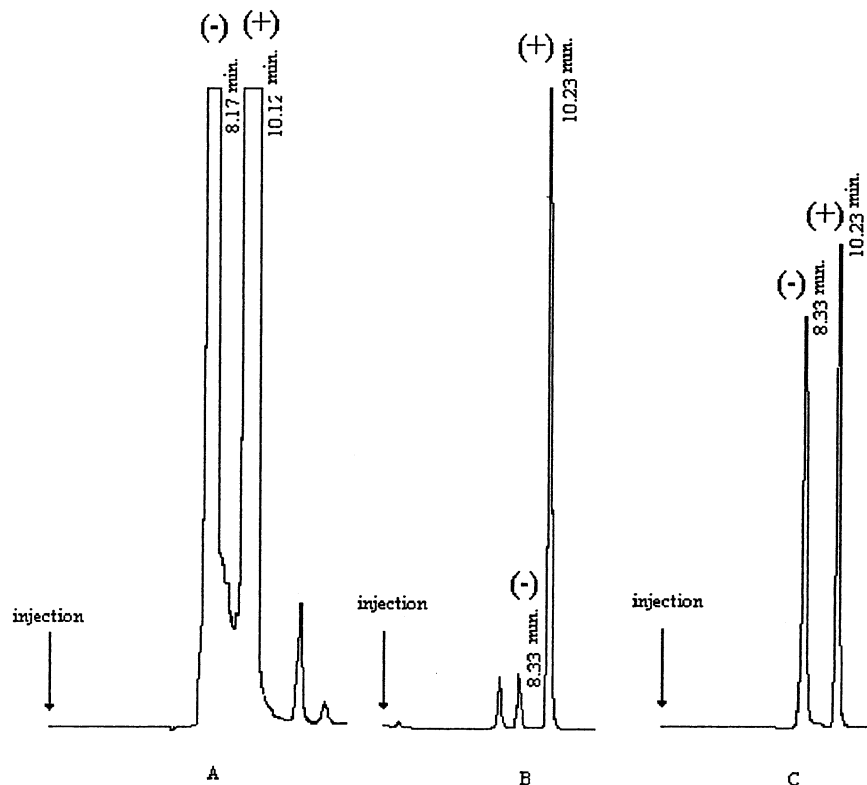 (-)
(+)
8.17 min.
10.12 min.
injection
A
(+)
10.23 min.
(-)
8.33 min.
injection
B
(+)
10.23 min.
(-)
8.33 min.
injection
C